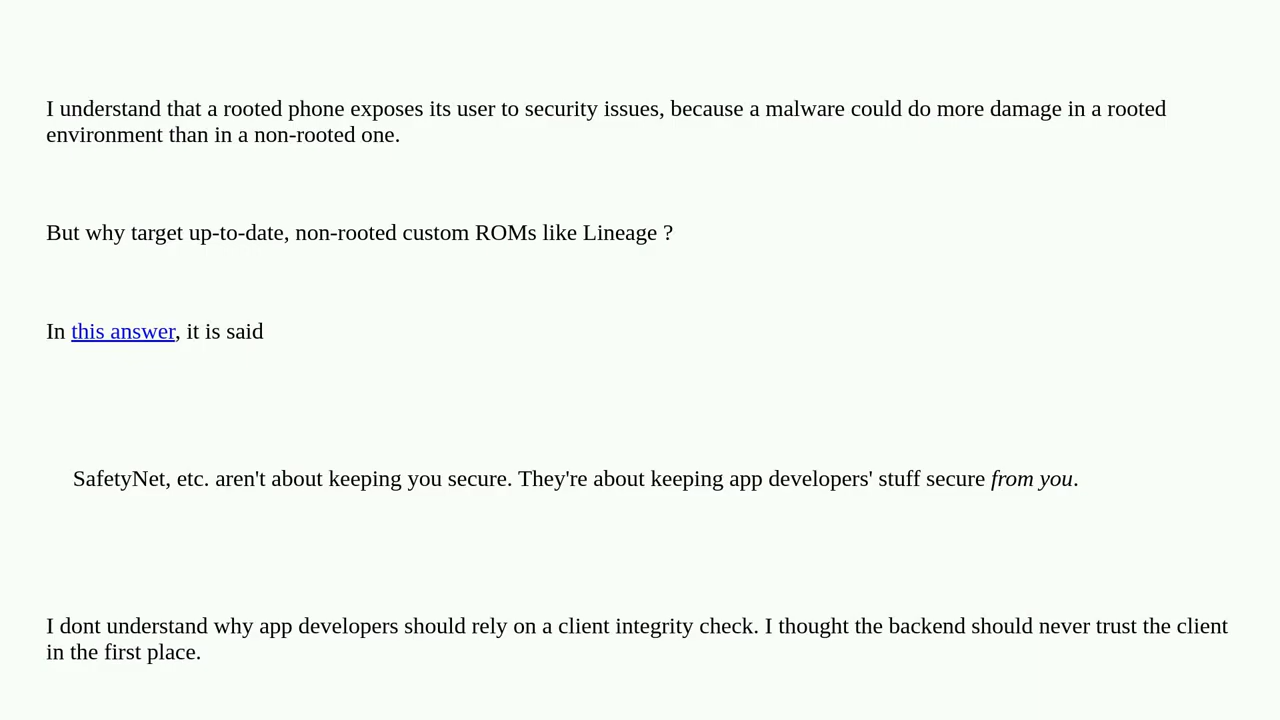 I understand that a rooted phone exposes its user to security issues, because a malware could do more damage in a rooted
environment than in a non-rooted one.
But why target up-to-date, non-rooted custom ROMs like Lineage ?
In this answer, it is said
SafetyNet, etc. aren't about keeping you secure. They're about keeping app developers' stuff secure from you.
I dont understand why app developers should rely on a client integrity check. I thought the backend should never trust the client
in the first place.